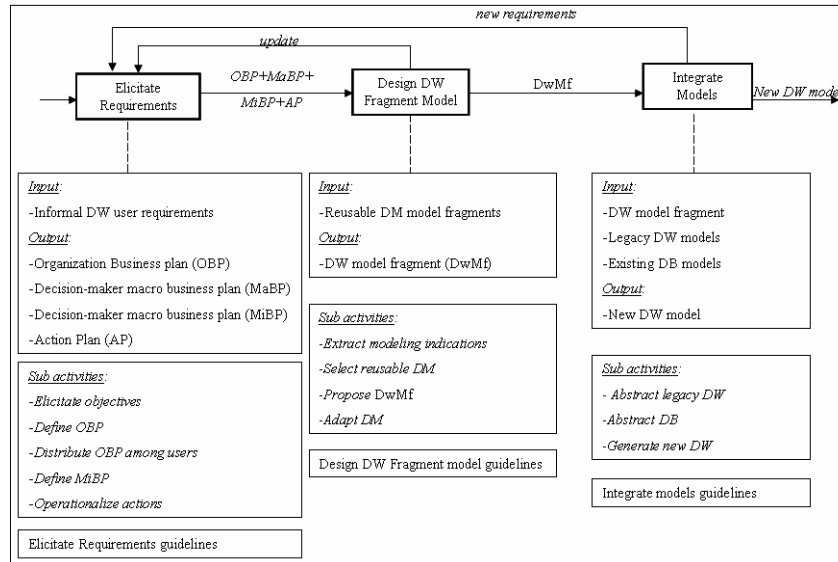 new requirements
update
Elicitate
Requirements
OBP+MaBP+
MiBP+AP
Design DW
Fragment Model
DwMf
Integrate
Models
New DW mode
Input:
-Informal DW user requirements
Output:
-Organization Business plan (OBP)
-Decision-maker macro business plan (MaBP)
-Decision-maker macro business plan (MiBP)
-Action Plan (AP)
Sub activities:
-Elicitate objectives
-Define OBP
-Distribute OBP among users
-Define MiBP
-Operationalize actions
Elicitate Requirements guidelines
Input:
-Reusable DM model fragments
Output:
-DW model fragment (DwMf)
Sub activities:
-Extract modeling indications
-Select reusable DM
-Propose DwMf
-Adapt DM
Design DW Fragment model guidelines
Input:
-DW model fragment
-Legacy DW models
-Existing DB models
Output:
-New DW model
Sub activities:
- Abstract legacy DW
-Abstract DB
-Generate new DW
Integrate models guidelines